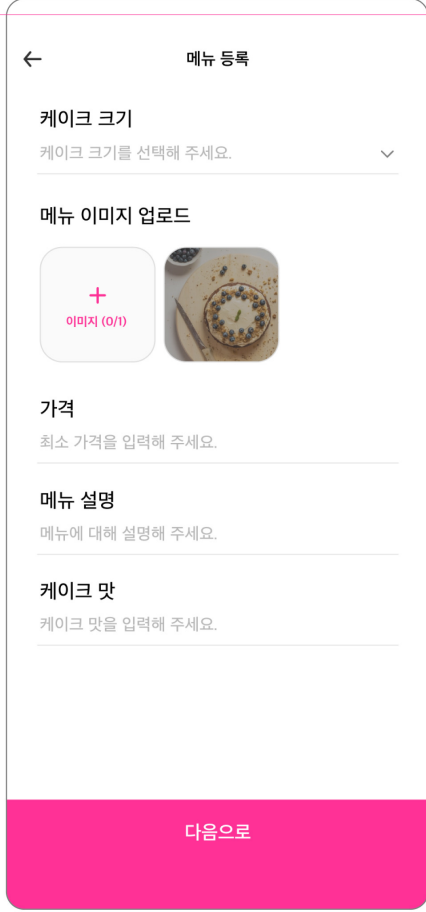 메뉴 등록
케이크 크기
케이크 크기를 선택해 주세요.
메뉴 이미지 업로드
이미지 (0/1)
가격
최소 가격을 입력해 주세요.
메뉴 설명
메뉴에 대해 설명해 주세요.
케이크 맛
케이크 맛을 입력해 주세요.
다음으로